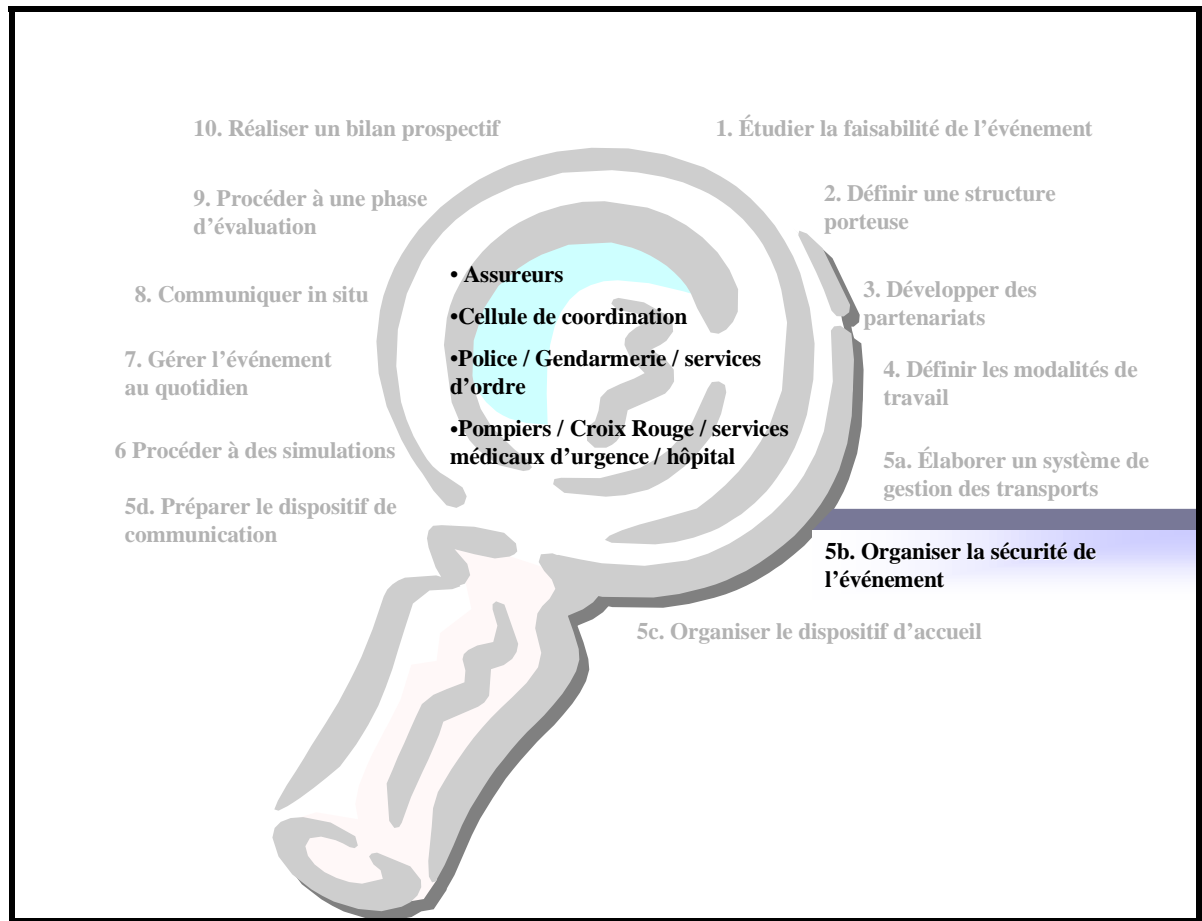 10. Réaliser un bilan prospectif
1. Étudier la faisabilité de l’événement
9. Procéder à une phase
d’évaluation
2. Définir une structure
porteuse
• Assureurs
8. Communiquer in situ
3. Développer des
partenariats
•Cellule de coordination
7. Gérer l’événement
au quotidien
•Police / Gendarmerie / services
d’ordre
4. Définir les modalités de
travail
•Pompiers / Croix Rouge / services
médicaux d’urgence / hôpital
6 Procéder à des simulations
5a. Élaborer un système de
gestion des transports
5d. Préparer le dispositif de
communication
5b. Organiser la sécurité de
l’événement
5c. Organiser le dispositif d’accueil